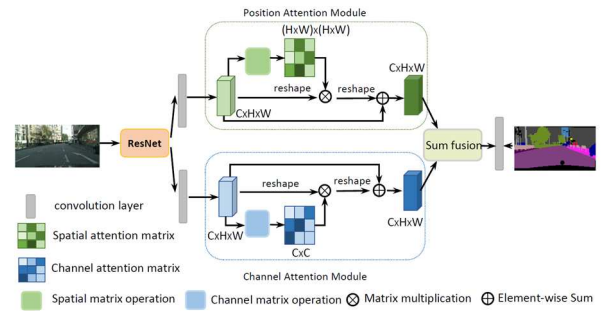 Position Attention Module
(HxW)x(HxW)
reshape
reshape
CxHxW
CxHxW
ResNet
Sum fusion
convolution layer
Spatial attention matrix
Channel attention matrix
reshape
reshape
CxHxW
CxHxW
CxC
Channel Attention Module
Spatial matrix operation
Channel matrix operation
Matrix multiplication
Element-wise Sum